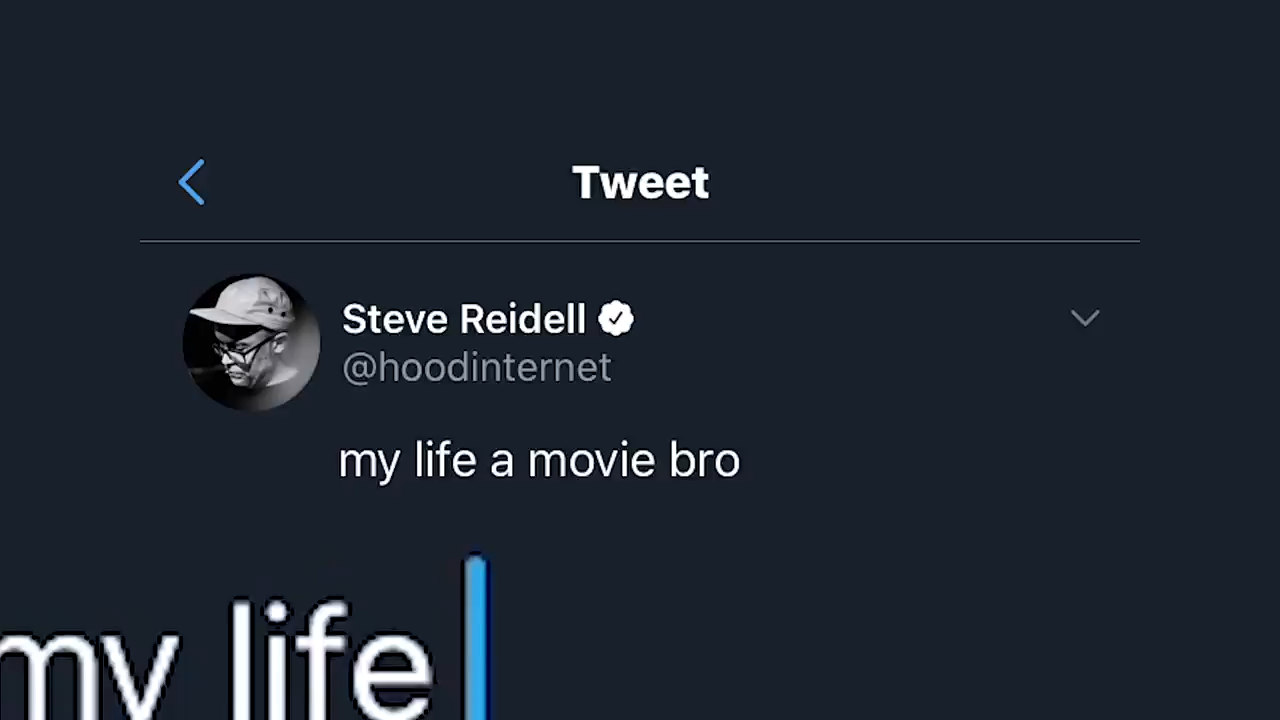 Tweet
Steve Reidell
@hoodinternet
my life a movie bro
my life